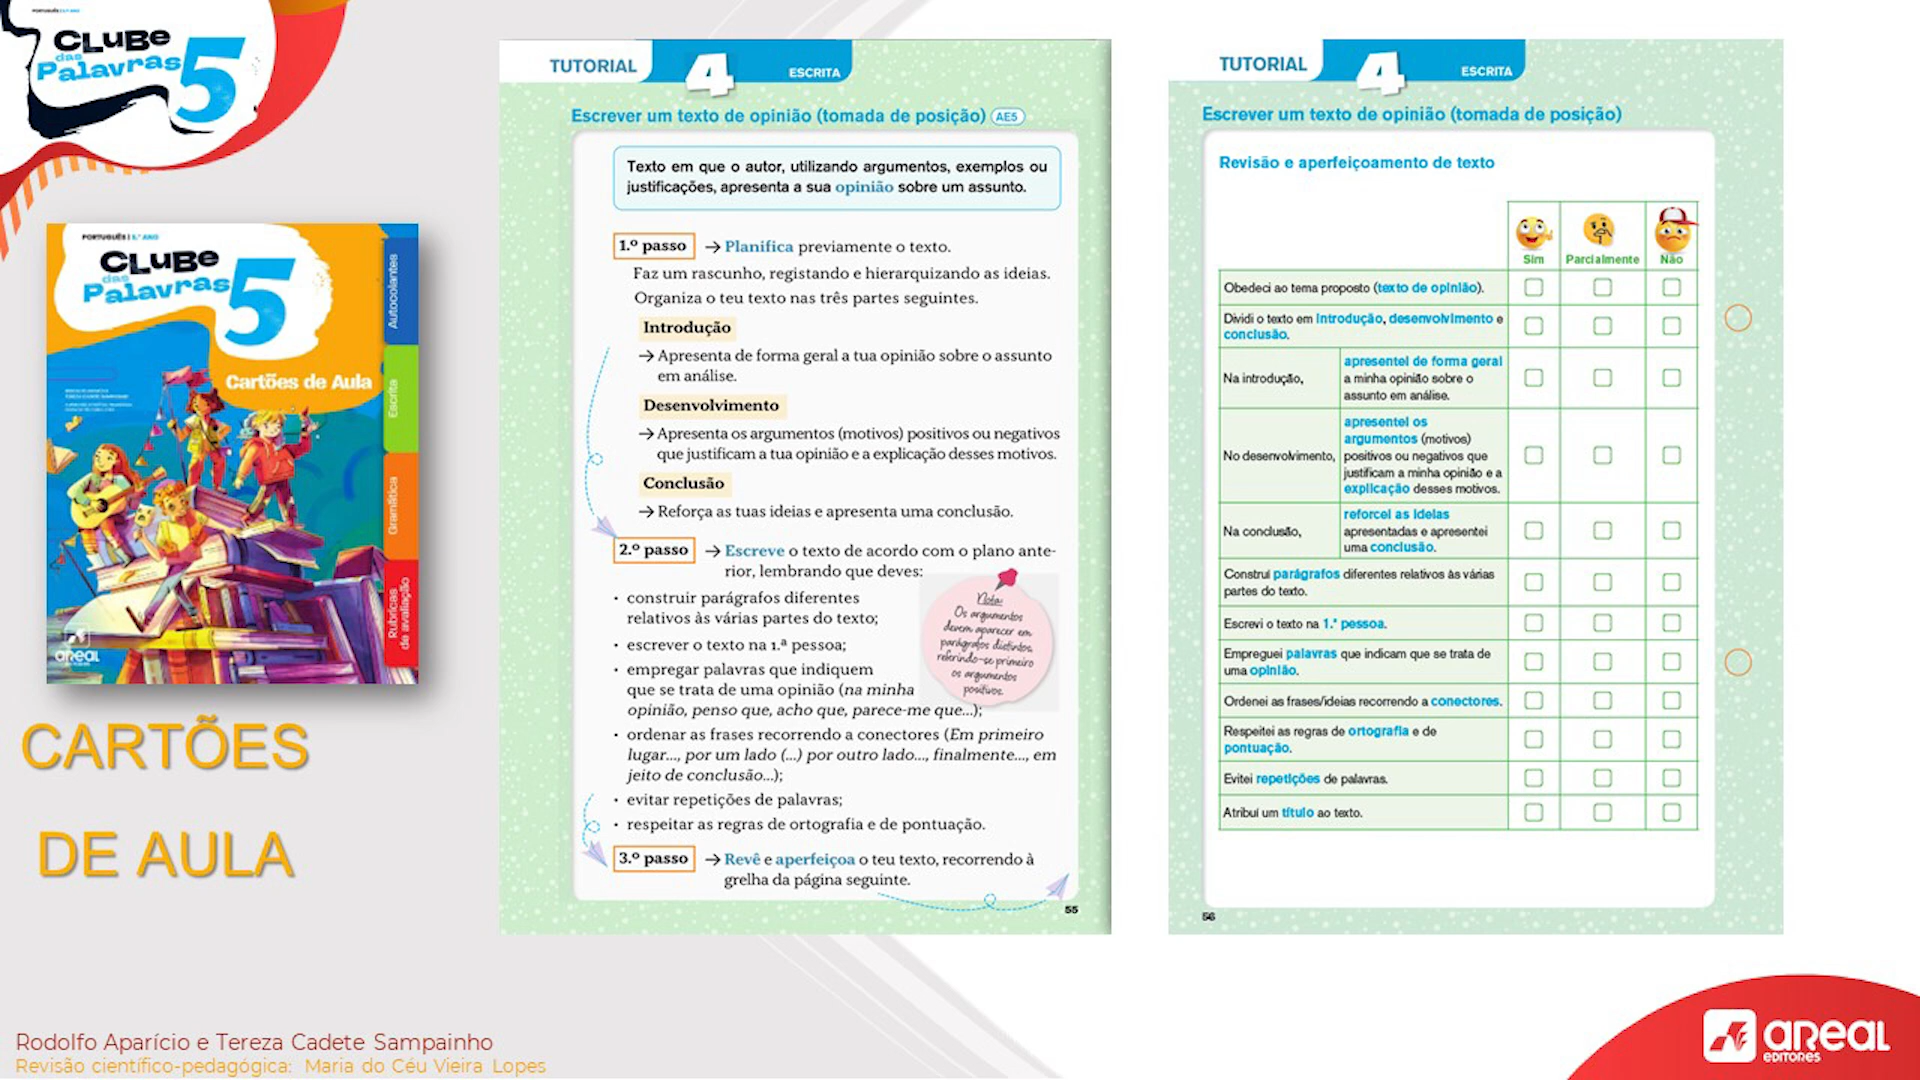 CLUBE
das
Palavras 5
PORTUGUÊS | 5.º ANO
CLUBE
das
Palavras 5
Cartões de Aula
Autocolantes
Escrita
Gramática
Rubricas
de avaliação
AREAL
CARTÕES
DE AULA
TUTORIAL 4 ESCRITA
Escrever um texto de opinião (tomada de posição) AE5
Texto em que o autor, utilizando argumentos, exemplos ou
justificações, apresenta a sua opinião sobre um assunto.
1.º passo → Planifica previamente o texto.
Faz um rascunho, registando e hierarquizando as ideias.
Organiza o teu texto nas três partes seguintes.
Introdução
→ Apresenta de forma geral a tua opinião sobre o assunto
em análise.
Desenvolvimento
→ Apresenta os argumentos (motivos) positivos ou negativos
que justificam a tua opinião e a explicação desses motivos.
Conclusão
→ Reforça as tuas ideias e apresenta uma conclusão.
2.º passo → Escreve o texto de acordo com o plano ante-
rior, lembrando que deves:
• construir parágrafos diferentes
relativos às várias partes do texto;
• escrever o texto na 1.ª pessoa;
• empregar palavras que indiquem
que se trata de uma opinião (na minha
opinião, penso que, acho que, parece-me que...);
• ordenar as frases recorrendo a conectores (Em primeiro
lugar..., por um lado (...) por outro lado..., finalmente..., em
jeito de conclusão...);
• evitar repetições de palavras;
• respeitar as regras de ortografia e de pontuação.
Nota:
Os argumentos
devem aparecer em
parágrafos distintos,
referindo-se primeiro
os argumentos
positivos.
3.º passo → Revê e aperfeiçoa o teu texto, recorrendo à
grelha da página seguinte.
55
TUTORIAL 4 ESCRITA
Escrever um texto de opinião (tomada de posição)
Revisão e aperfeiçoamento de texto
Sim Parcialmente Não
Obedeci ao tema proposto (texto de opinião).
Dividi o texto em introdução, desenvolvimento e
conclusão.
Na introdução,
apresentei de forma geral
a minha opinião sobre o
assunto em análise.
No desenvolvimento,
apresentei os
argumentos (motivos)
positivos ou negativos que
justificam a minha opinião e a
explicação desses motivos.
Na conclusão,
reforcei as ideias
apresentadas e apresentei
uma conclusão.
Construí parágrafos diferentes relativos às várias
partes do texto.
Escrevi o texto na 1.ª pessoa.
Empreguei palavras que indicam que se trata de
uma opinião.
Ordenei as frases/ideias recorrendo a conectores.
Respeitei as regras de ortografia e de
pontuação.
Evitei repetições de palavras.
Atribuí um título ao texto.
56
Rodolfo Aparício e Tereza Cadete Sampainho
Revisão científico-pedagógica: Maria do Céu Vieira Lopes
AREAL
EDITORES